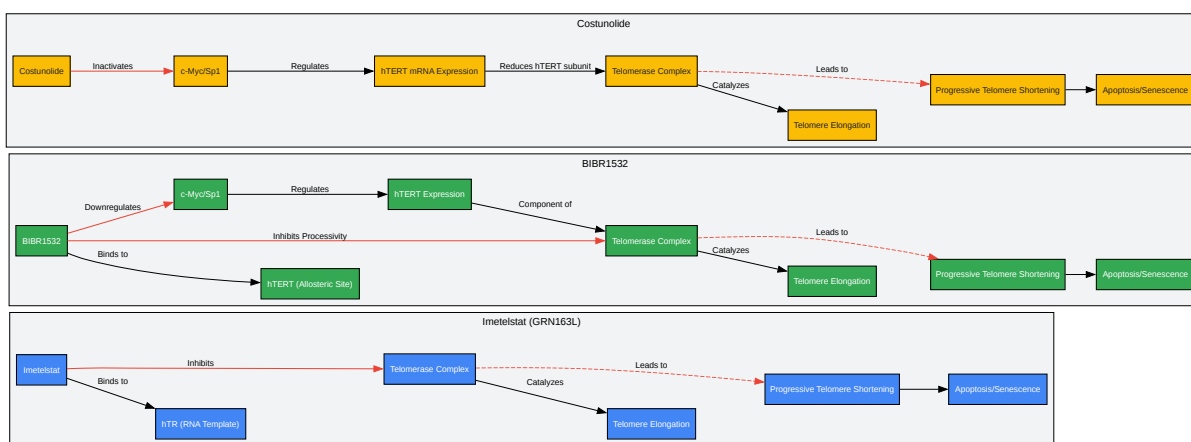 Costunolide
Costunolide
Inactivates
c-Myc/Sp1
Regulates
hTERT mRNA Expression
Reduces hTERT subunit
Telomerase Complex
Leads to
Catalyzes
Progressive Telomere Shortening
Apoptosis/Senescence
Telomere Elongation
BIBR1532
c-Myc/Sp1
Regulates
hTERT Expression
Downregulates
Component of
BIBR1532
Inhibits Processivity
Telomerase Complex
Leads to
Binds to
Catalyzes
hTERT (Allosteric Site)
Telomere Elongation
Progressive Telomere Shortening
Apoptosis/Senescence
Imetelstat (GRN163L)
Imetelstat
Inhibits
Telomerase Complex
Leads to
Binds to
Catalyzes
Progressive Telomere Shortening
Apoptosis/Senescence
hTR (RNA Template)
Telomere Elongation